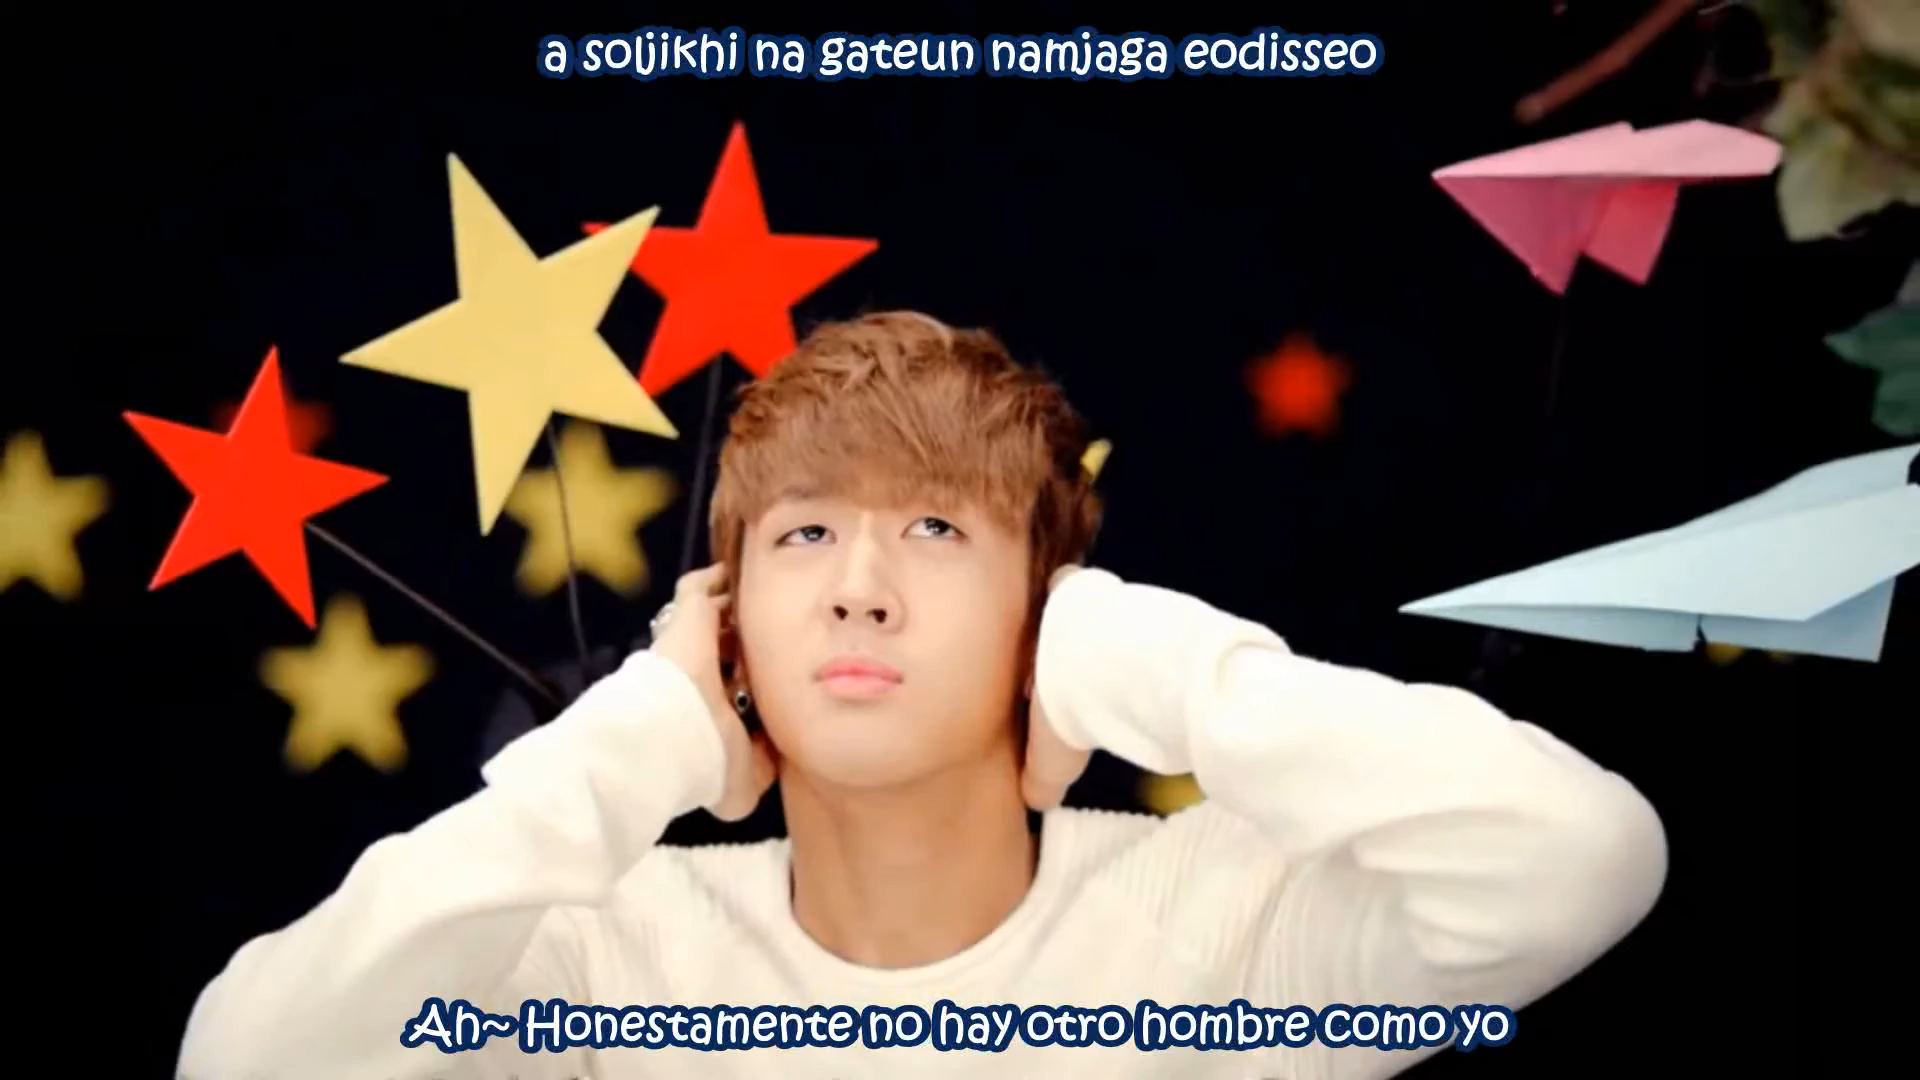 a soljikhi na gateun namjaga eodisseo
Ah~ Honestamente no hay otro hombre como yo